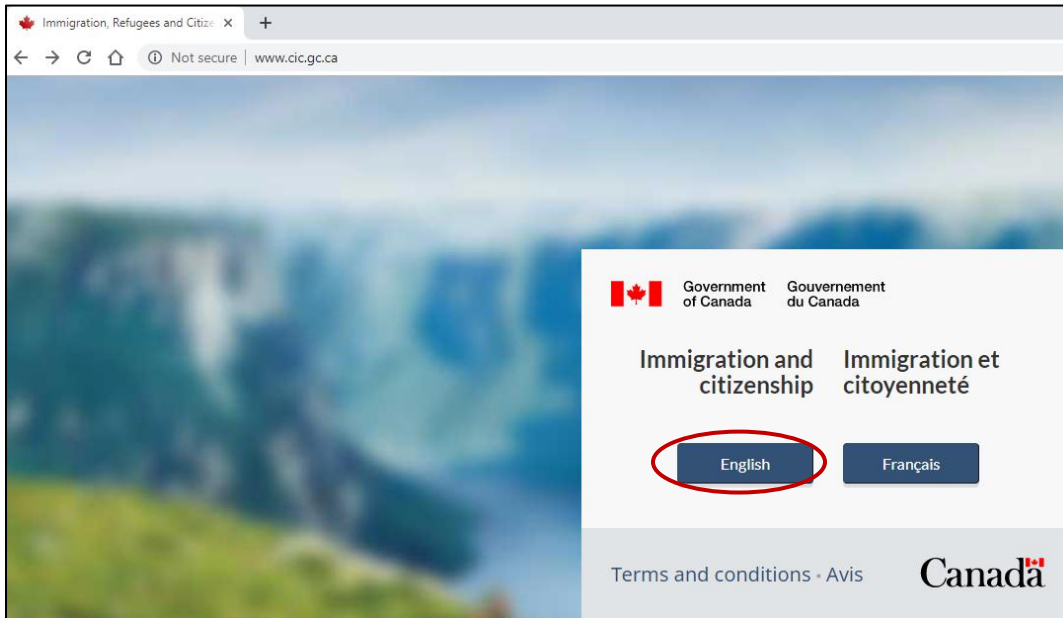 Immigration, Refugees and Citize
Not secure | www.cic.gc.ca
Government of Canada
Gouvernement du Canada
Immigration and citizenship
Immigration et citoyenneté
English
Français
Terms and conditions • Avis
Canada